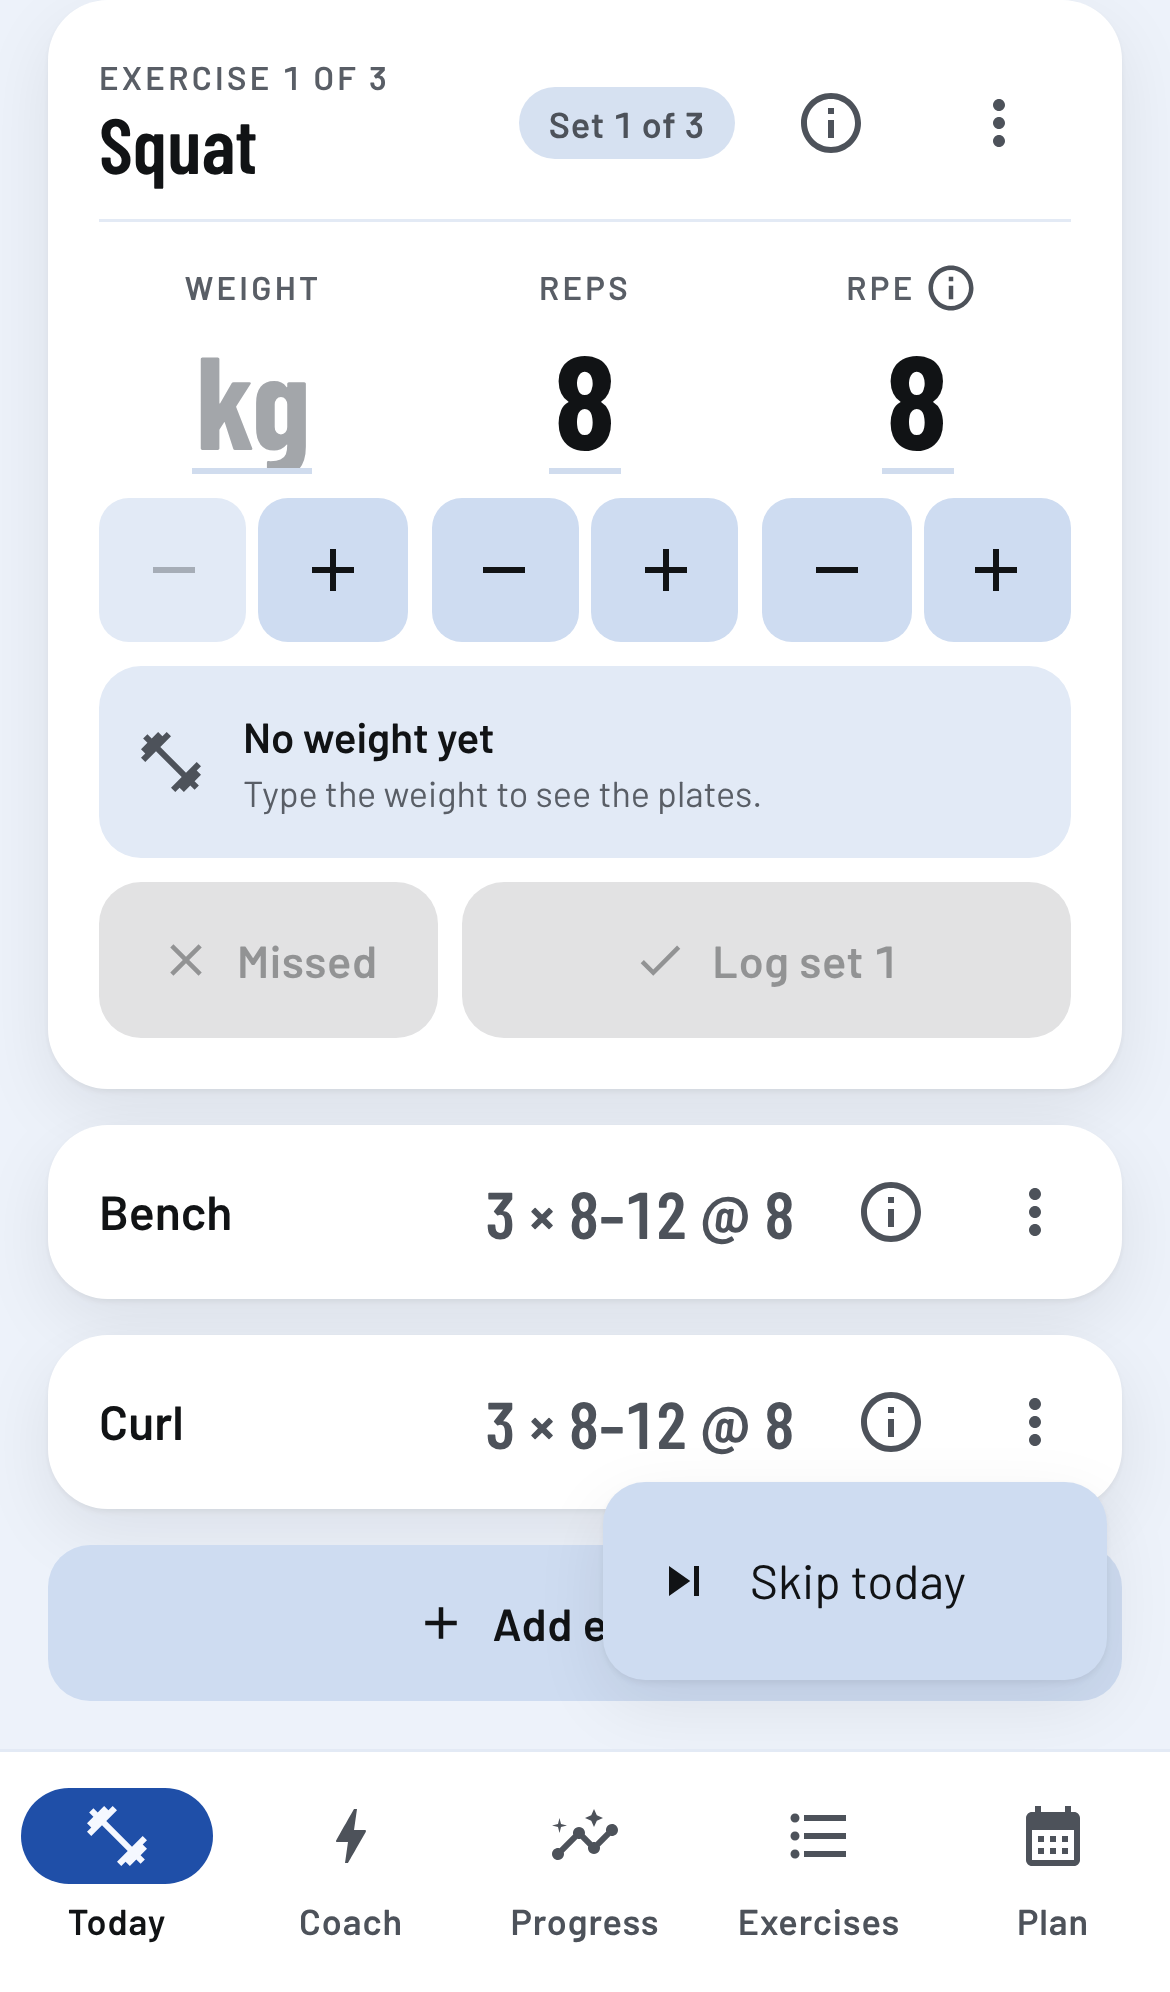 EXERCISE 1 OF 3
Squat
Set 1 of 3
WEIGHT
REPS
RPE
kg
8
8
No weight yet
Type the weight to see the plates.
Missed
Log set 1
Bench
3 × 8–12 @ 8
Curl
3 × 8–12 @ 8
Skip today
Add e
Today
Coach
Progress
Exercises
Plan